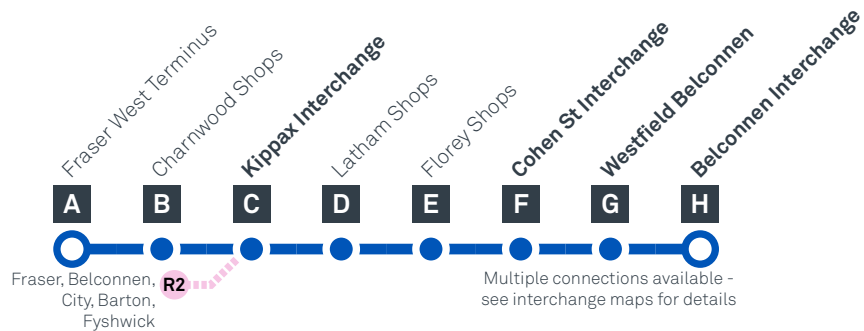 Fraser West Terminus
Charnwood Shops
Kippax Interchange
Latham Shops
Florey Shops
Cohen St Interchange
Westfield Belconnen
Belconnen Interchange
A
B
C
D
E
F
G
H
Fraser, Belconnen,
City, Barton,
Fyshwick
R2
Multiple connections available -
see interchange maps for details